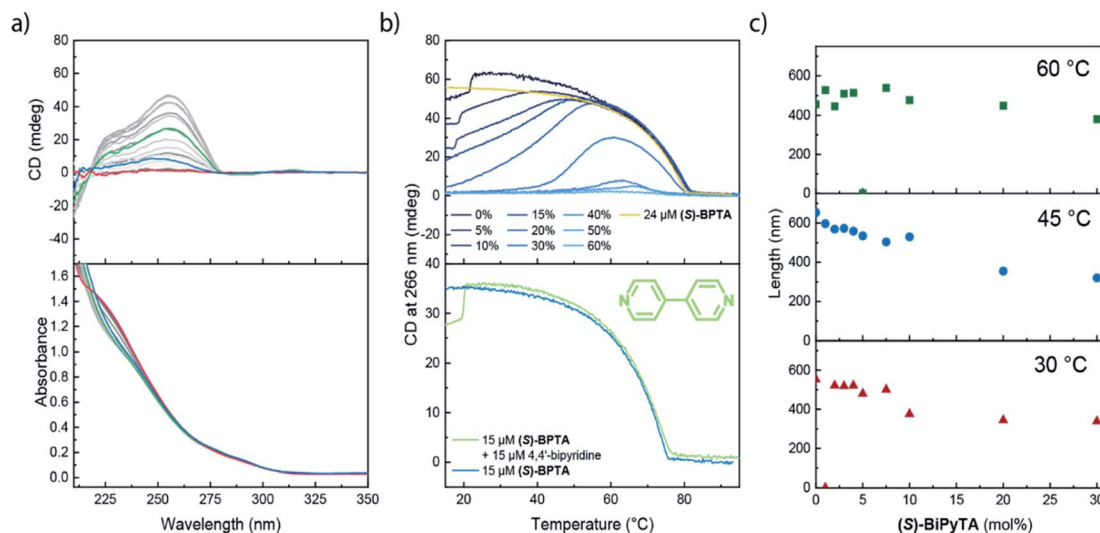 a)
80
60
40
20
0
-20
-40
CD (mdeg)
1.6
1.4
1.2
1.0
0.8
0.6
0.4
0.2
0.0
Absorbance
225 250 275 300 325 350
Wavelength (nm)
b)
80
60
40
20
0
-20
CD at 266 nm (mdeg)
0% 15% 40% 24 µM (S)-BPTA
5% 20% 50%
10% 30% 60%
40
30
20
10
0
N N
15 µM (S)-BPTA
+ 15 µM 4,4'-bipyridine
15 µM (S)-BPTA
20 40 60 80
Temperature (°C)
c)
60 °C
600
400
200
0
45 °C
600
400
200
0
Length (nm)
30 °C
600
400
200
0
0 5 10 15 20 25 30
(S)-BiPyTA (mol%)